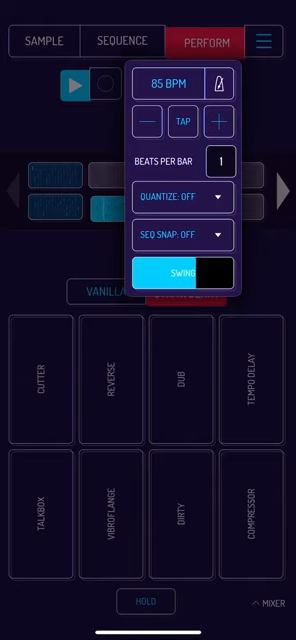 SAMPLE
SEQUENCE
PERFORM
85 BPM
TAP
BEATS PER BAR
1
QUANTIZE: OFF
SEQ SNAP: OFF
SWING
VANILLA
CUTTER
REVERSE
DUB
TEMPO DELAY
TALKBOX
VIBROFLANGE
DIRTY
COMPRESSOR
HOLD
MIXER